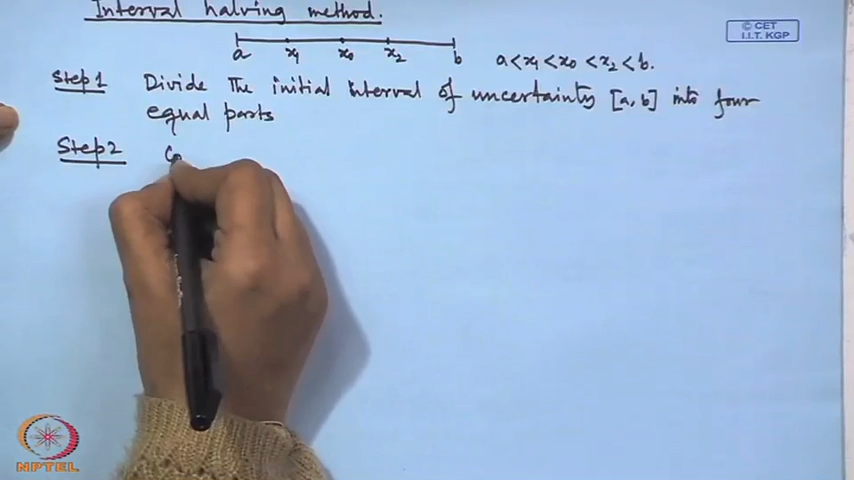 Interval halving method.
© CET
I.I.T. KGP
a x₁ x₀ x₂ b
a < x₁ < x₀ < x₂ < b.
Step 1 Divide The initial interval of uncertainty [a, b] into four
equal parts
Step 2 Co
NPTEL